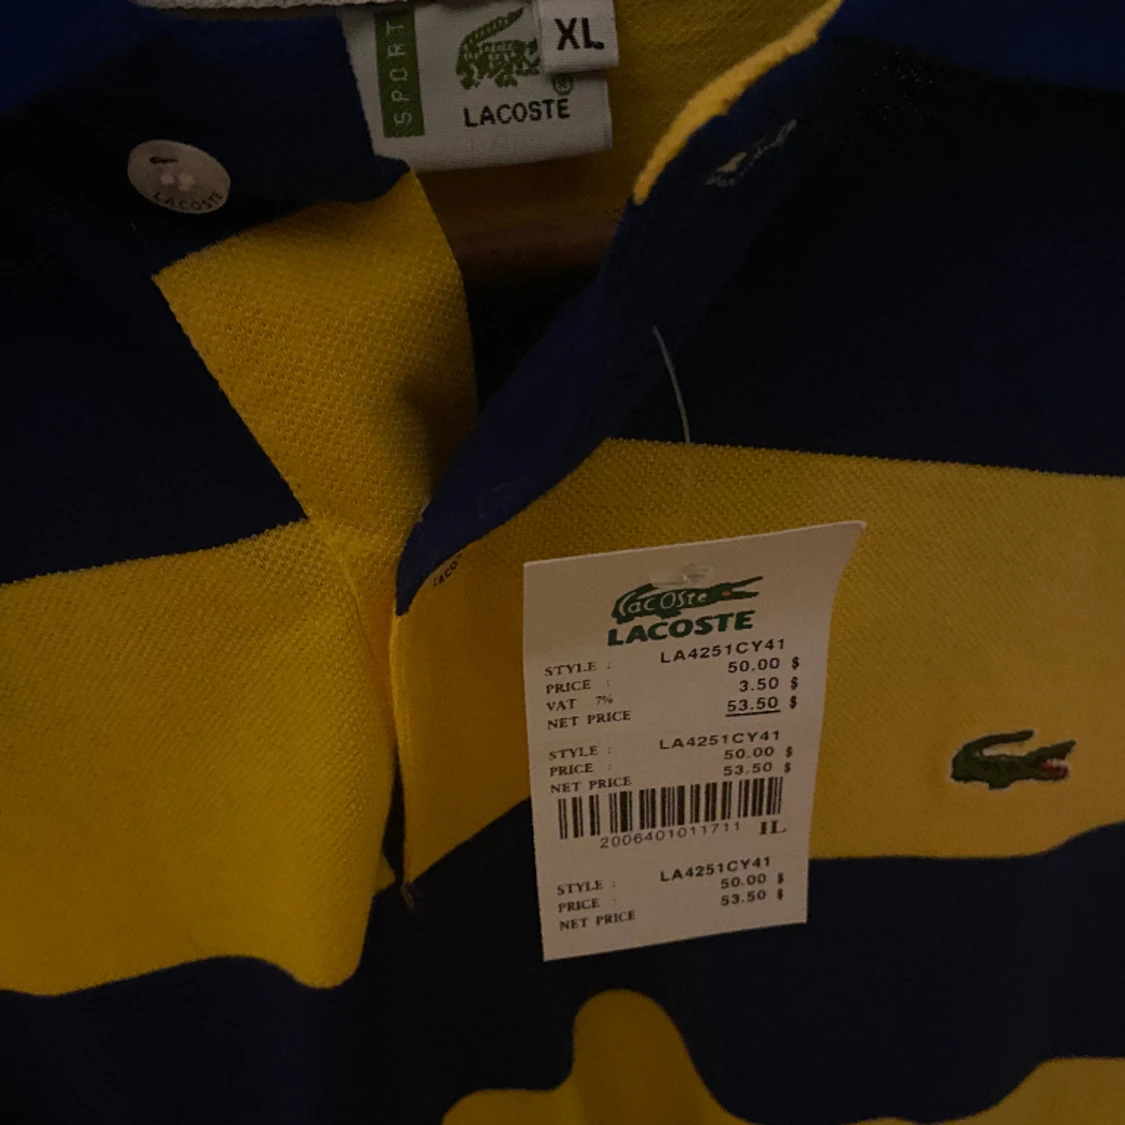 SPORT
XL
®
LACOSTE
LACOSTE
LACO
Lacoste
LACOSTE
STYLE : LA4251CY41
PRICE : 50.00 $
VAT 7% 3.50 $
NET PRICE 53.50 $
STYLE : LA4251CY41
PRICE : 50.00 $
NET PRICE 53.50 $
2006401011711 IL
STYLE : LA4251CY41
PRICE : 50.00 $
NET PRICE 53.50 $